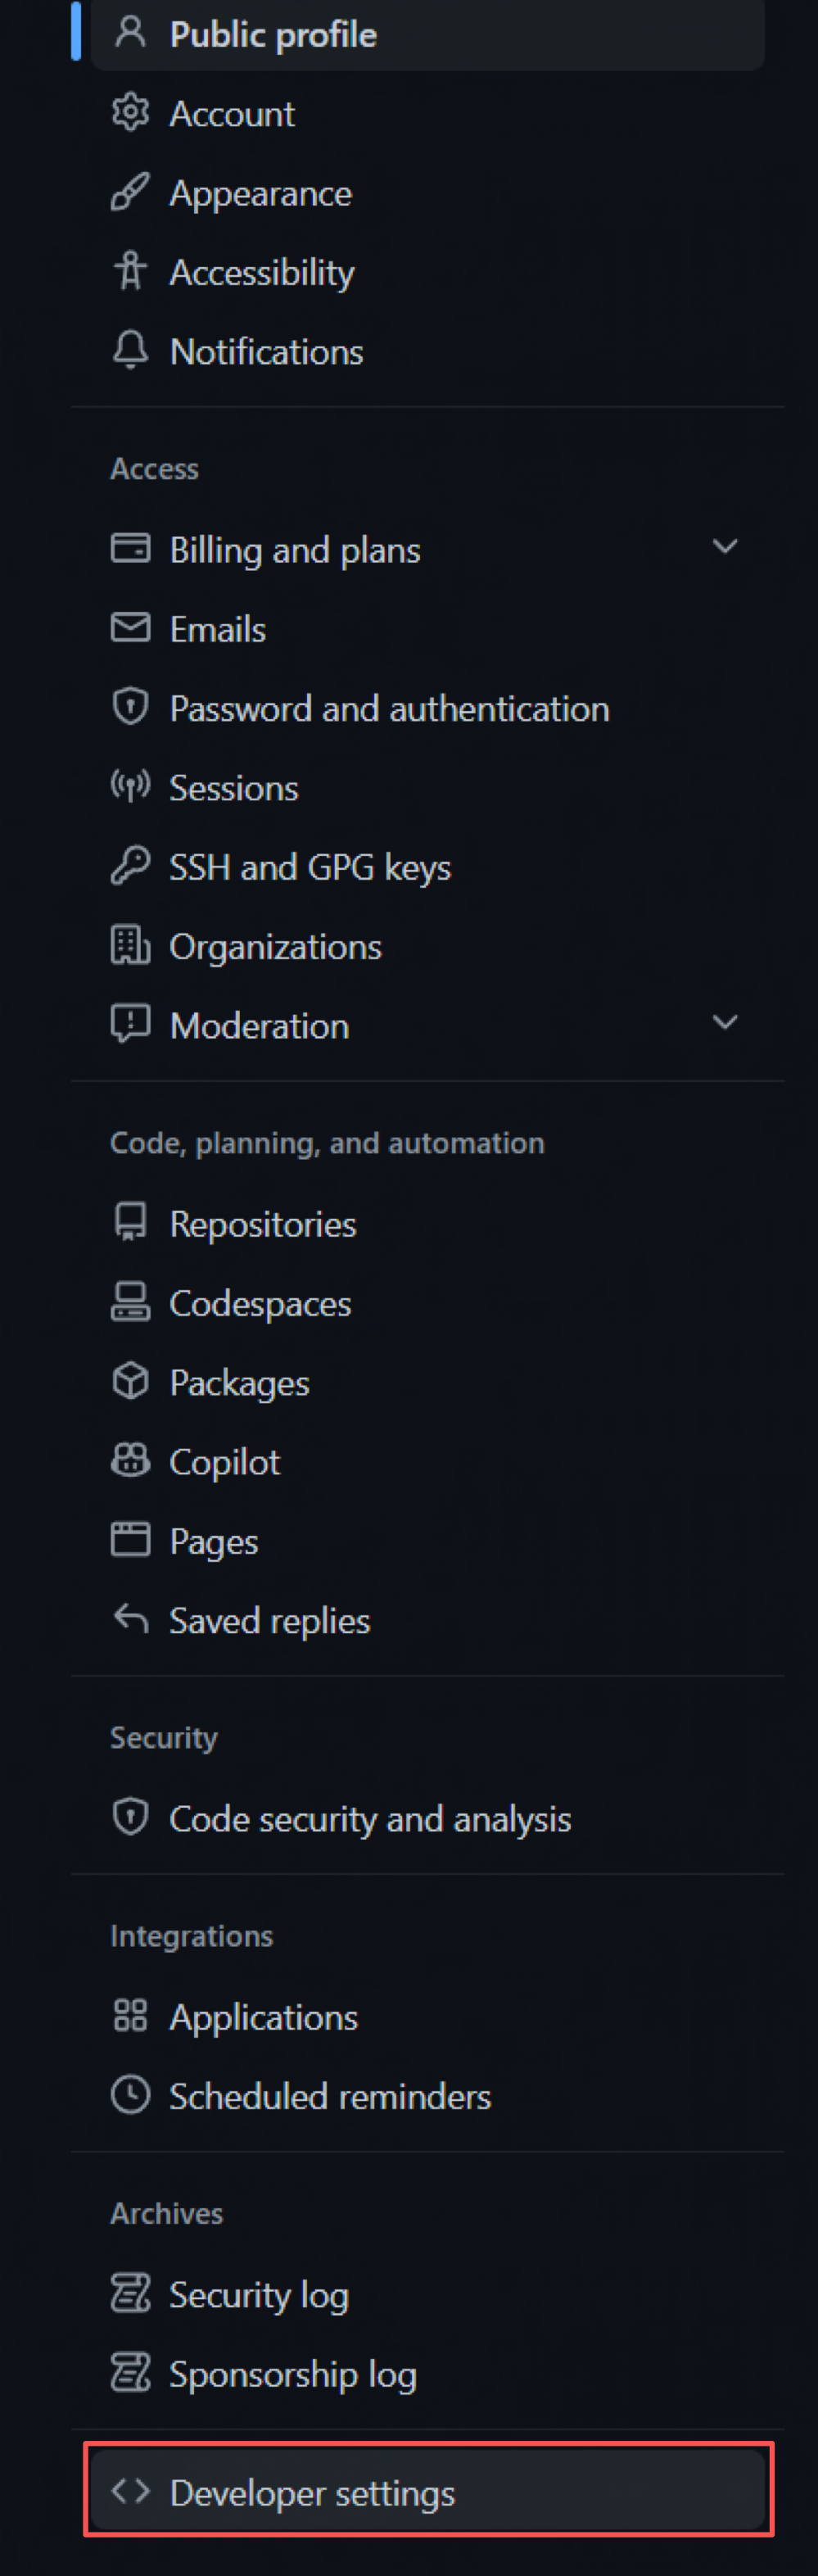 Public profile
Account
Appearance
Accessibility
Notifications
Access
Billing and plans
Emails
Password and authentication
Sessions
SSH and GPG keys
Organizations
Moderation
Code, planning, and automation
Repositories
Codespaces
Packages
Copilot
Pages
Saved replies
Security
Code security and analysis
Integrations
Applications
Scheduled reminders
Archives
Security log
Sponsorship log
Developer settings